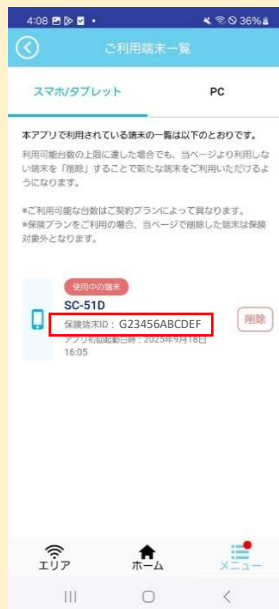 4:08
36%
ご利用端末一覧
スマホ/タブレット
PC
本アプリで利用されている端末の一覧は以下のとおりです。
利用可能台数の上限に達した場合でも、当ページより利用しな
い端末を「削除」することで新たな端末をご利用いただけるよ
うになります。
※ご利用可能な台数はご契約プランによって異なります。
※保険プランをご利用の場合、当ページで削除した端末は保険
対象外となります。
使用中の端末
SC-51D
保険端末ID： G23456ABCDEF
削除
アプリ初回起動日時：2025年9月18日
16:05
エリア
ホーム
メニュー